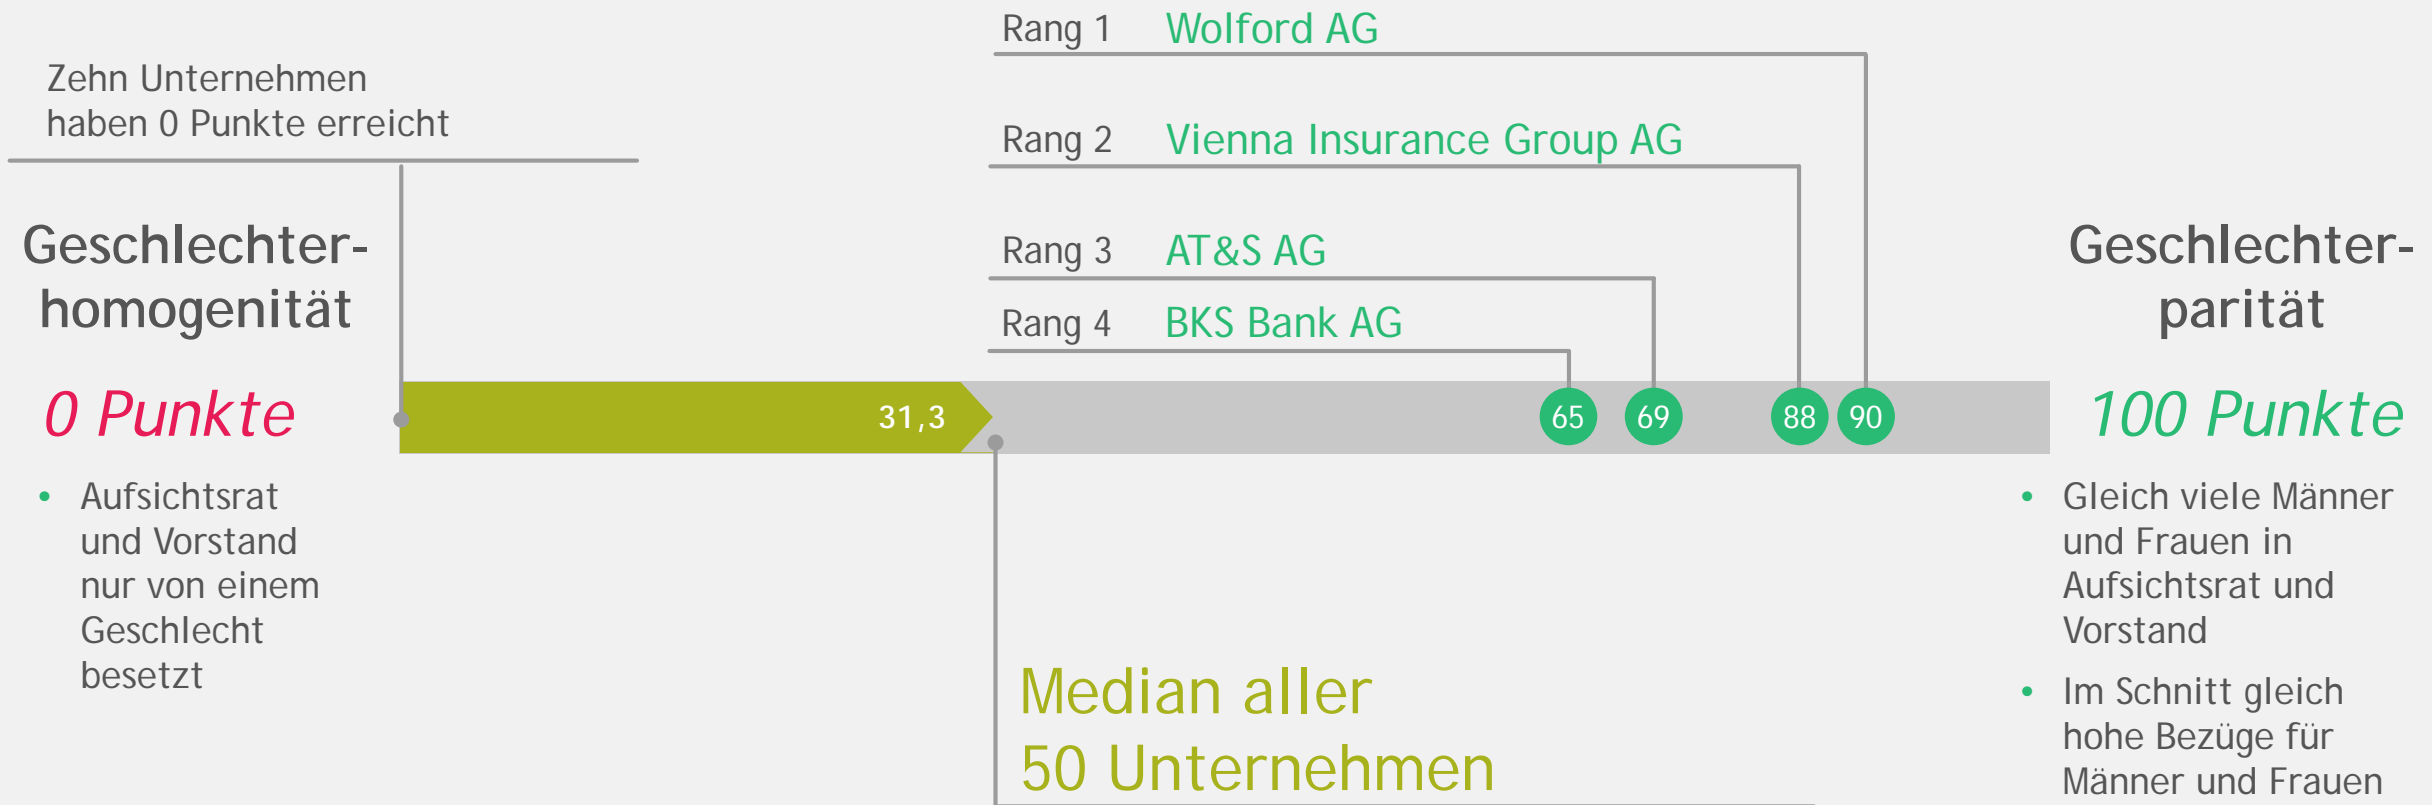 Zehn Unternehmen
haben 0 Punkte erreicht
Geschlechter-
homogenität
0 Punkte
• Aufsichtsrat
und Vorstand
nur von einem
Geschlecht
besetzt
Rang 1 Wolford AG
Rang 2 Vienna Insurance Group AG
Rang 3 AT&S AG
Rang 4 BKS Bank AG
31,3
65
69
88
90
Median aller
50 Unternehmen
Geschlechter-
parität
100 Punkte
• Gleich viele Männer
und Frauen in
Aufsichtsrat und
Vorstand
• Im Schnitt gleich
hohe Bezüge für
Männer und Frauen